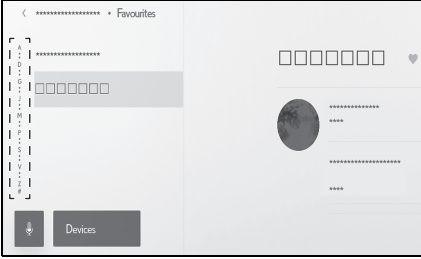 < ****************** • Favourites
A
•
D
•
G
•
J
•
M
•
P
•
S
•
V
•
Z
#
******************
□□□□□□□
□□□□□□□
**************
****
********************
****
Devices